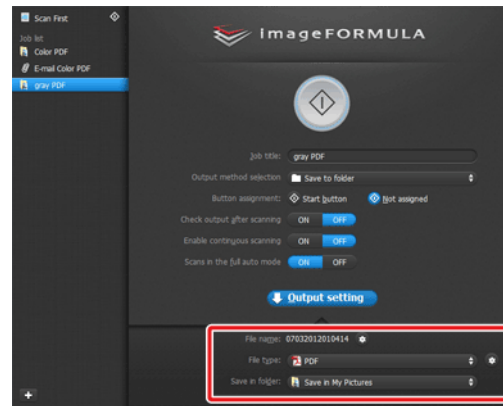 Scan First
Job list
Color PDF
E-mail Color PDF
gray PDF
imageFORMULA
Job title: gray PDF
Output method selection Save to folder
Button assignment: Start button Not assigned
Check output after scanning ON OFF
Enable continuous scanning ON OFF
Scans in the full auto mode ON OFF
Output setting
File name: 07032012010414
File type: PDF
Save in folder: Save in My Pictures